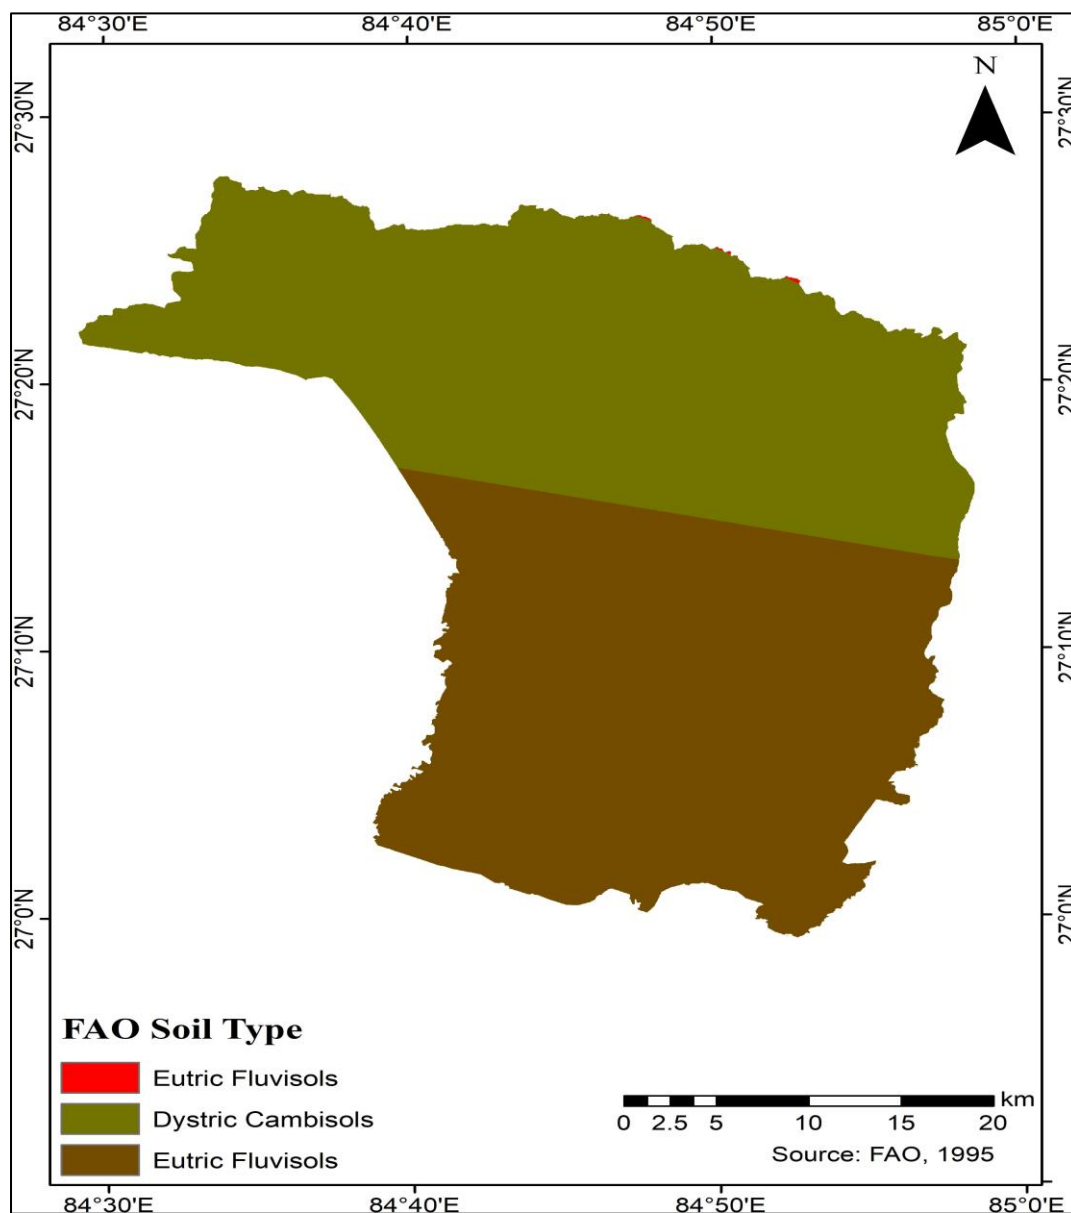 84°30'E 84°40'E 84°50'E 85°0'E
N
27°30'N 27°30'N
27°20'N 27°20'N
27°10'N 27°10'N
27°0'N 27°0'N
FAO Soil Type
Eutric Fluvisols
Dystric Cambisols
Eutric Fluvisols
km
0 2.5 5 10 15 20
Source: FAO, 1995
84°30'E 84°40'E 84°50'E 85°0'E